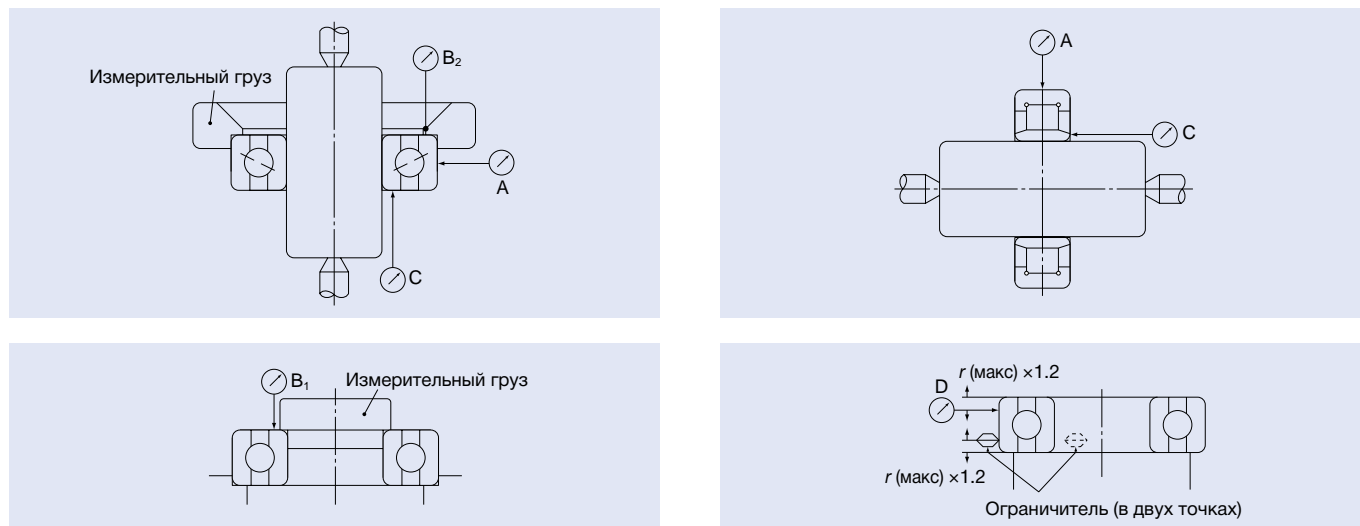 B₂
Измерительный груз
A
C
A
C
B₁
Измерительный груз
r (макс) ×1.2
D
r (макс) ×1.2
Ограничитель (в двух точках)